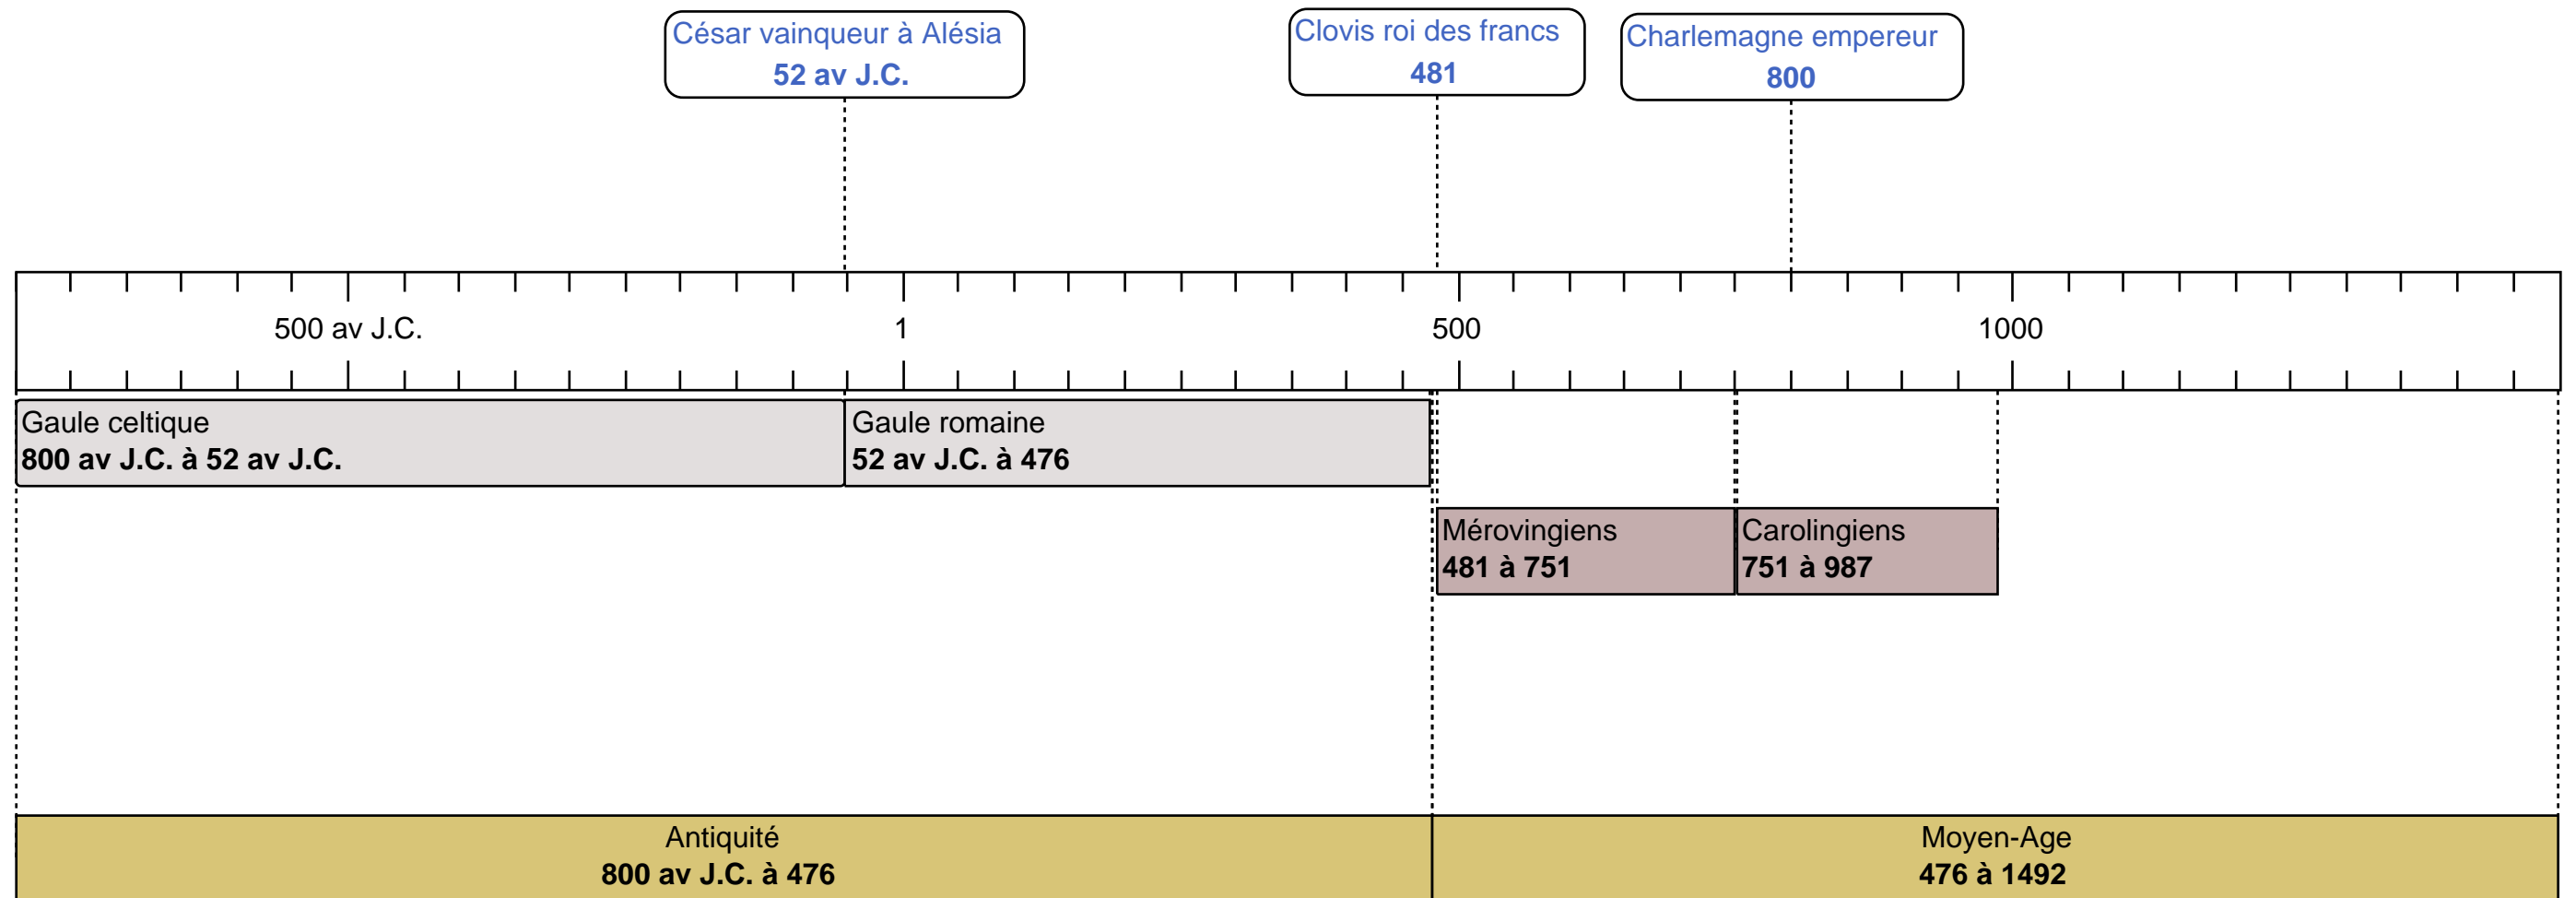 César vainqueur à Alésia
52 av J.C.
Clovis roi des francs
481
Charlemagne empereur
800
500 av J.C.
1
500
1000
Gaule celtique
800 av J.C. à 52 av J.C.
Gaule romaine
52 av J.C. à 476
Mérovingiens
481 à 751
Carolingiens
751 à 987
Antiquité
800 av J.C. à 476
Moyen-Age
476 à 1492